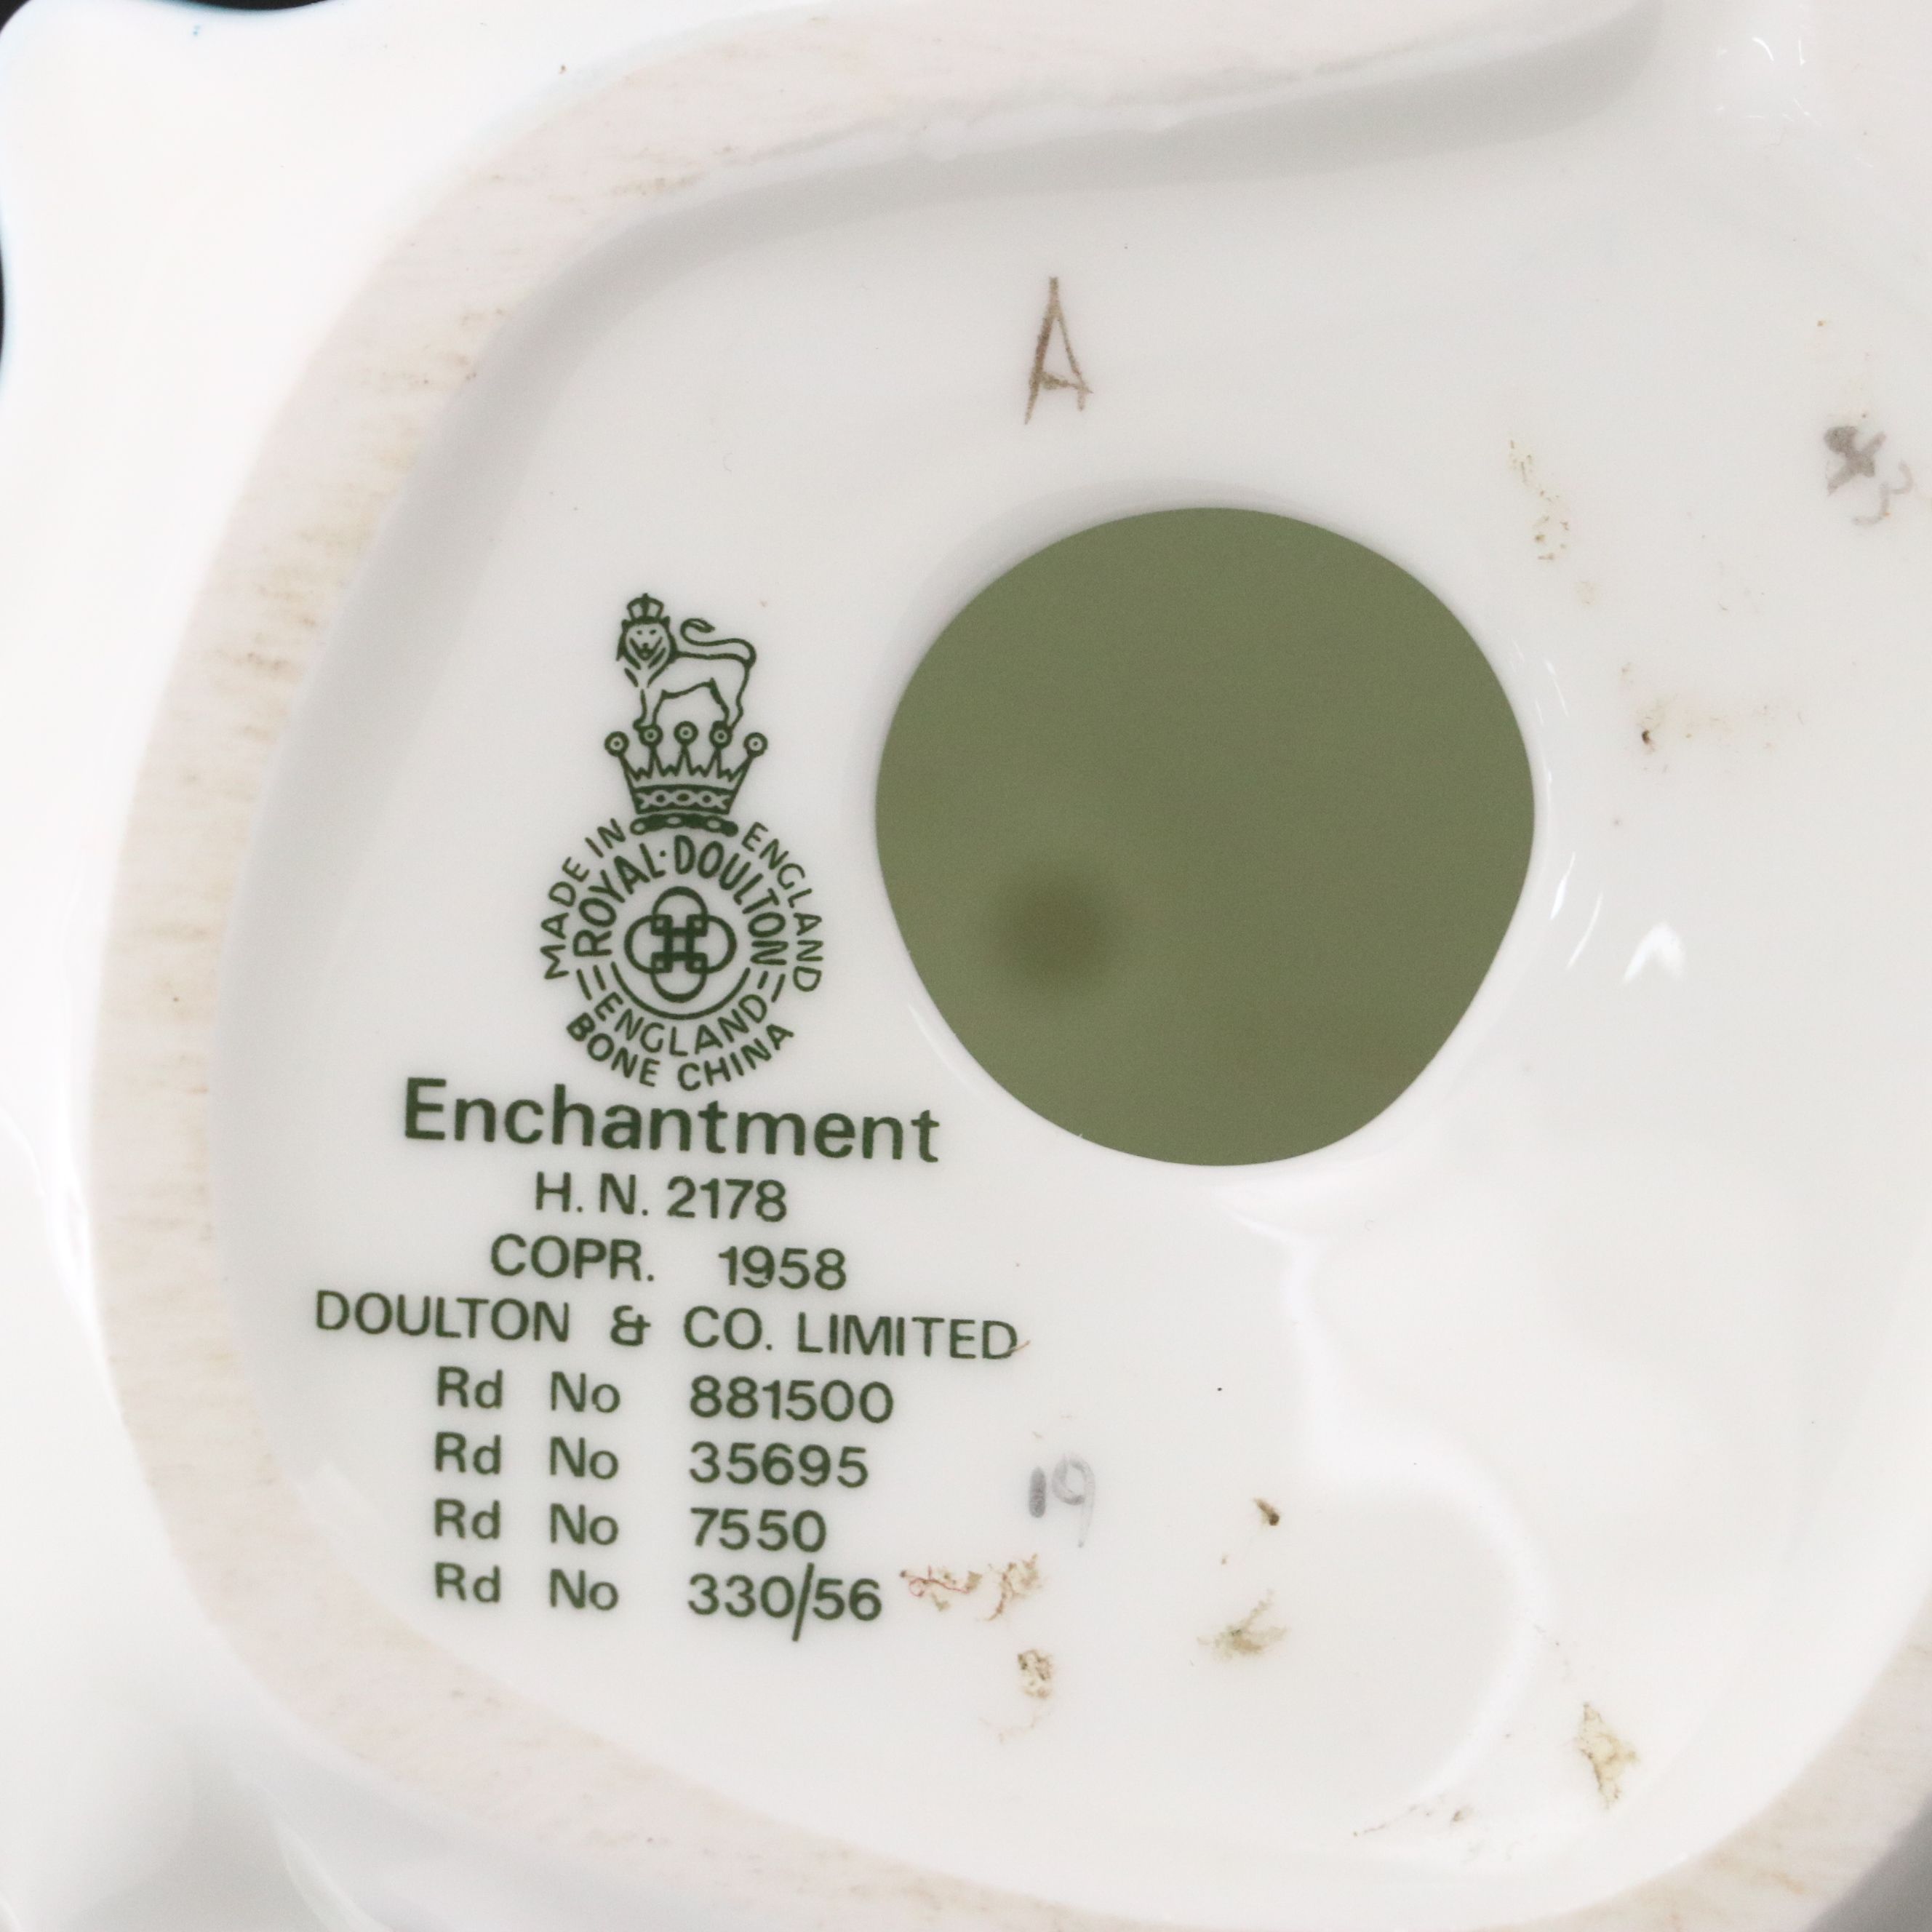 A
MADE IN ENGLAND
ROYAL·DOULTON
ENGLAND
BONE CHINA
Enchantment
H. N. 2178
COPR. 1958
DOULTON & CO. LIMITED
Rd No 881500
Rd No 35695
Rd No 7550
Rd No 330/56
19